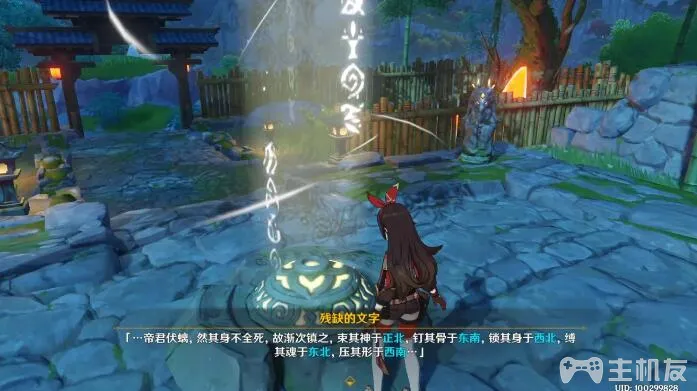 残缺的文字
「…帝君伏螭，然其身不全死，故渐次镇之，束其神于正北，钉其骨于东南，锁其身于西北，缚
其魂于东北，压其形于西南…」
主机友
UID: 100299828